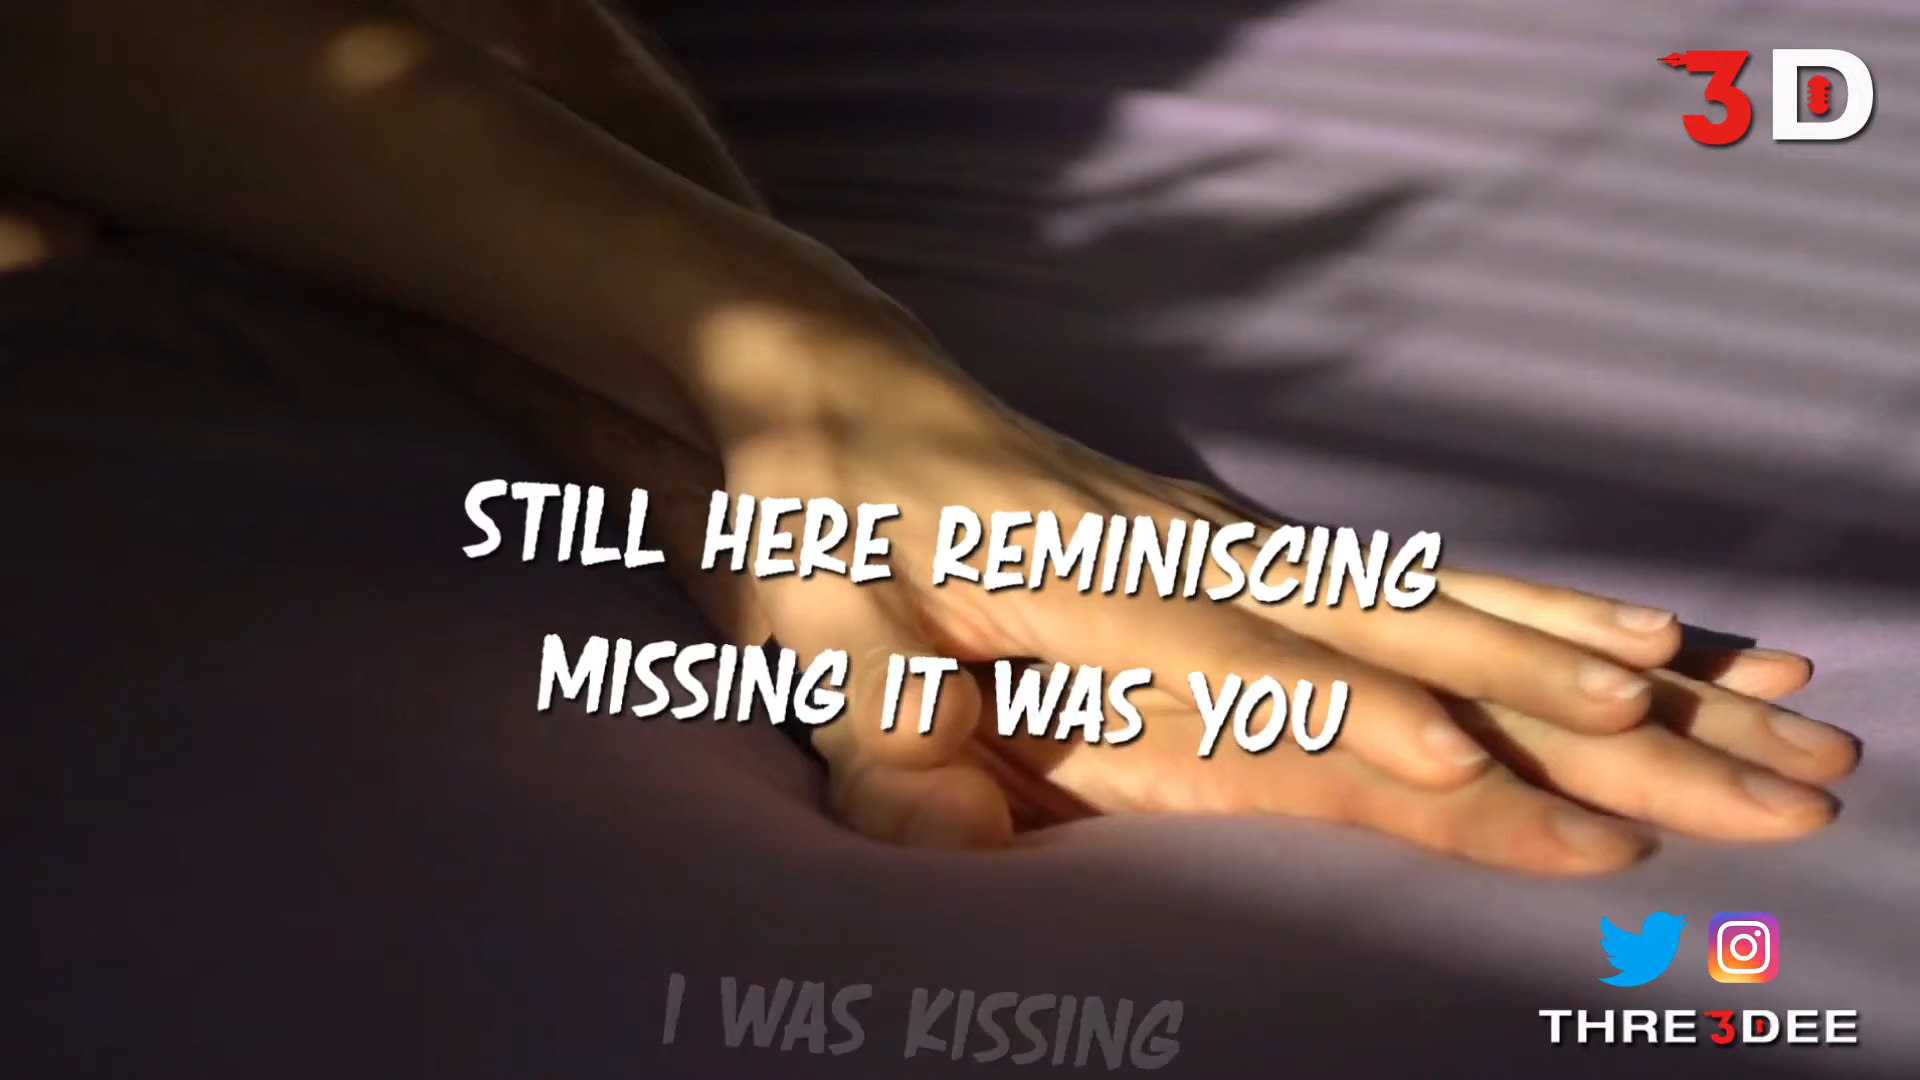 3D
STILL HERE REMINISCING
MISSING IT WAS YOU
I WAS KISSING
THRE3DEE